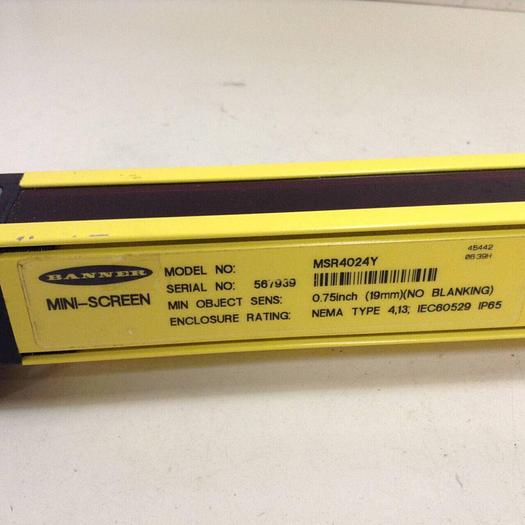 BANNER
MINI-SCREEN
MODEL NO: MSR4024Y
SERIAL NO: 567939
MIN OBJECT SENS: 0.75inch (19mm)(NO BLANKING)
ENCLOSURE RATING: NEMA TYPE 4,13; IEC60529 IP65
45442
0639H